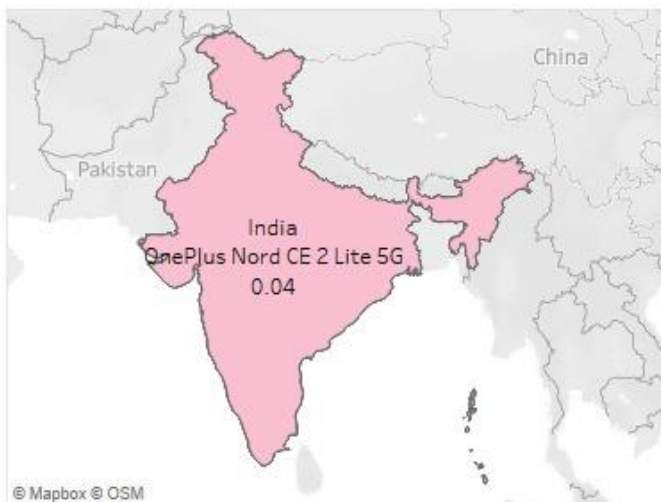 China
Pakistan
India
OnePlus Nord CE 2 Lite 5G
0.04
© Mapbox © OSM